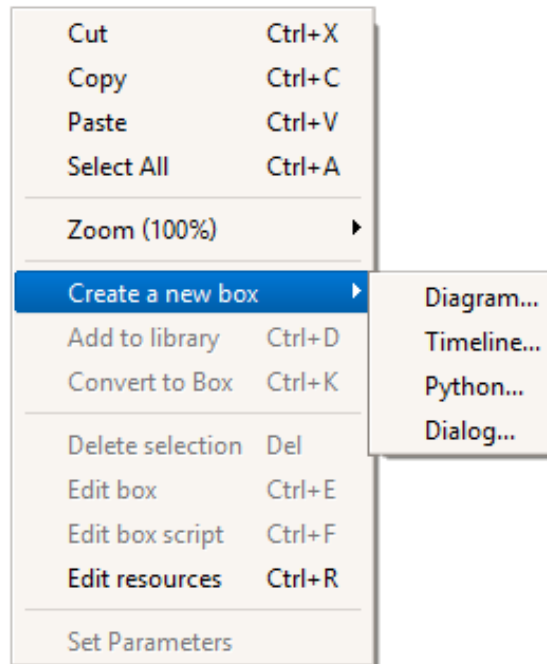 Cut Ctrl+X
Copy Ctrl+C
Paste Ctrl+V
Select All Ctrl+A
Zoom (100%)
Create a new box
Add to library Ctrl+D
Convert to Box Ctrl+K
Delete selection Del
Edit box Ctrl+E
Edit box script Ctrl+F
Edit resources Ctrl+R
Set Parameters
Diagram...
Timeline...
Python...
Dialog...